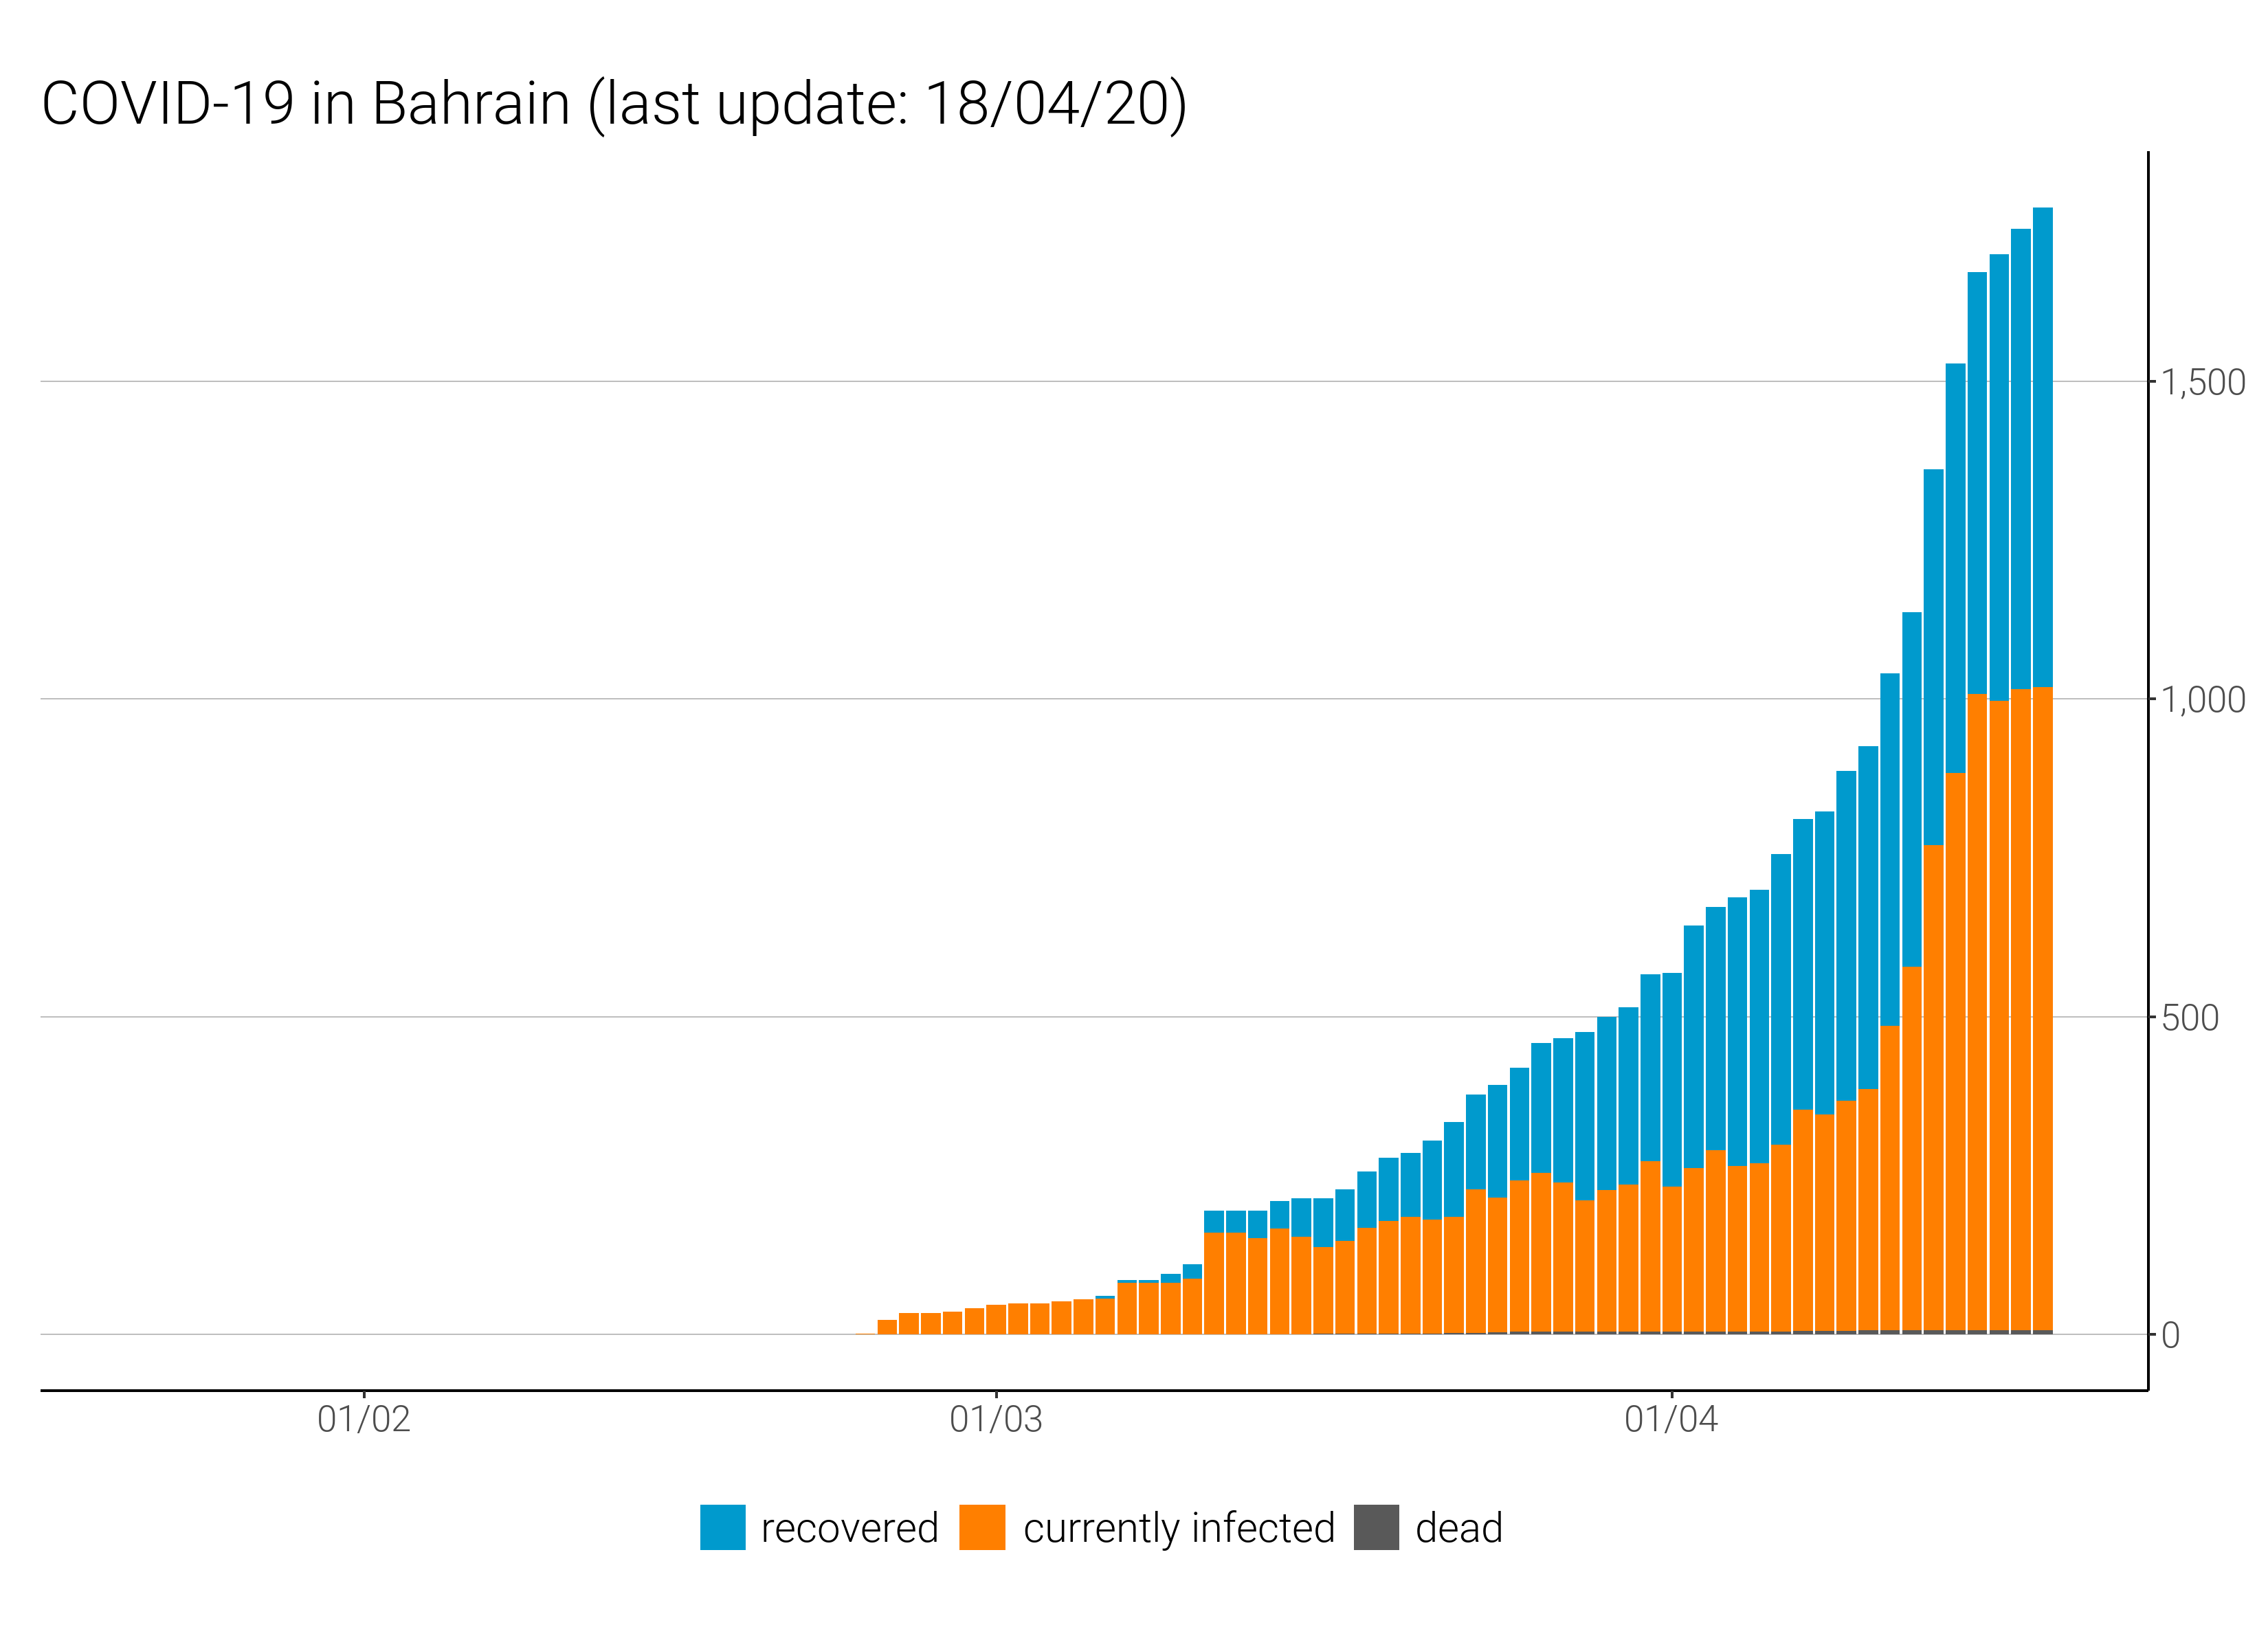 COVID-19 in Bahrain (last update: 18/04/20)
1,500
1,000
500
0
01/02 01/03 01/04
recovered currently infected dead